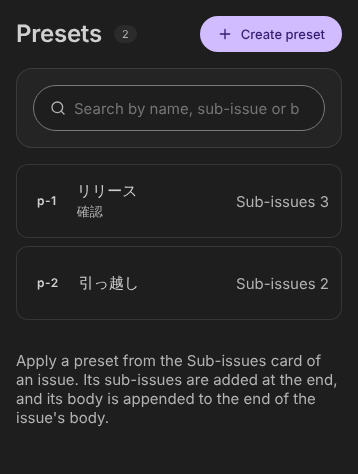 Presets 2 + Create preset
Search by name, sub-issue or b
p-1 リリース Sub-issues 3
確認
p-2 引っ越し Sub-issues 2
Apply a preset from the Sub-issues card of
an issue. Its sub-issues are added at the end,
and its body is appended to the end of the
issue's body.